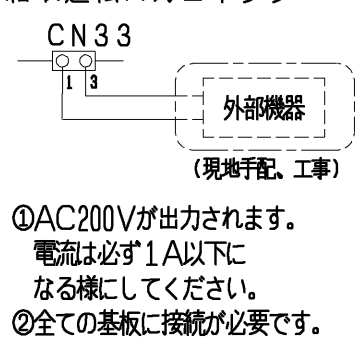 CN33
1 3
外部機器
(現地手配、工事)
①AC200Vが出力されます。
電流は必ず1A以下に
なる様にしてください。
②全ての基板に接続が必要です。